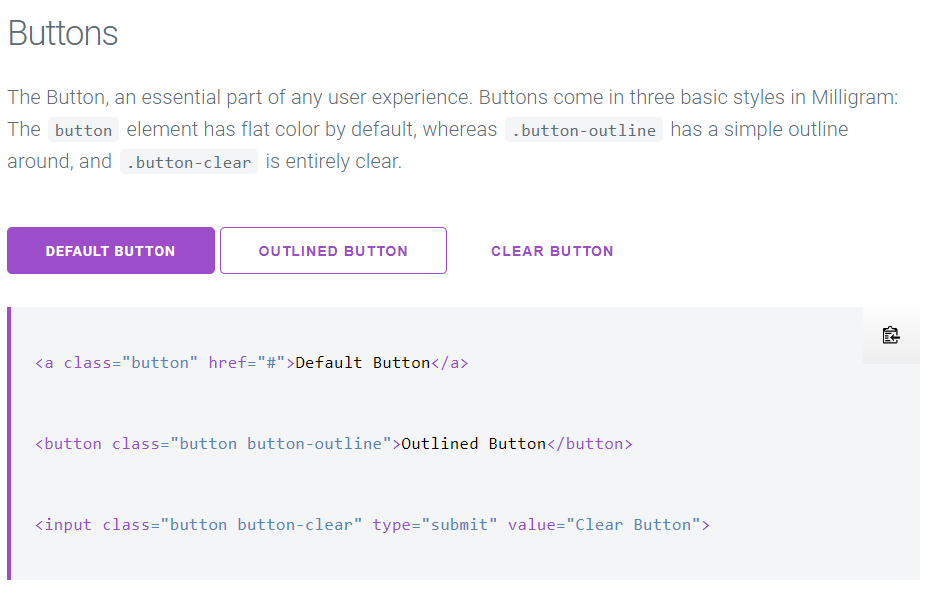 Buttons
The Button, an essential part of any user experience. Buttons come in three basic styles in Milligram:
The button element has flat color by default, whereas .button-outline has a simple outline
around, and .button-clear is entirely clear.
DEFAULT BUTTON OUTLINED BUTTON CLEAR BUTTON
<a class="button" href="#">Default Button</a>
<button class="button button-outline">Outlined Button</button>
<input class="button button-clear" type="submit" value="Clear Button">